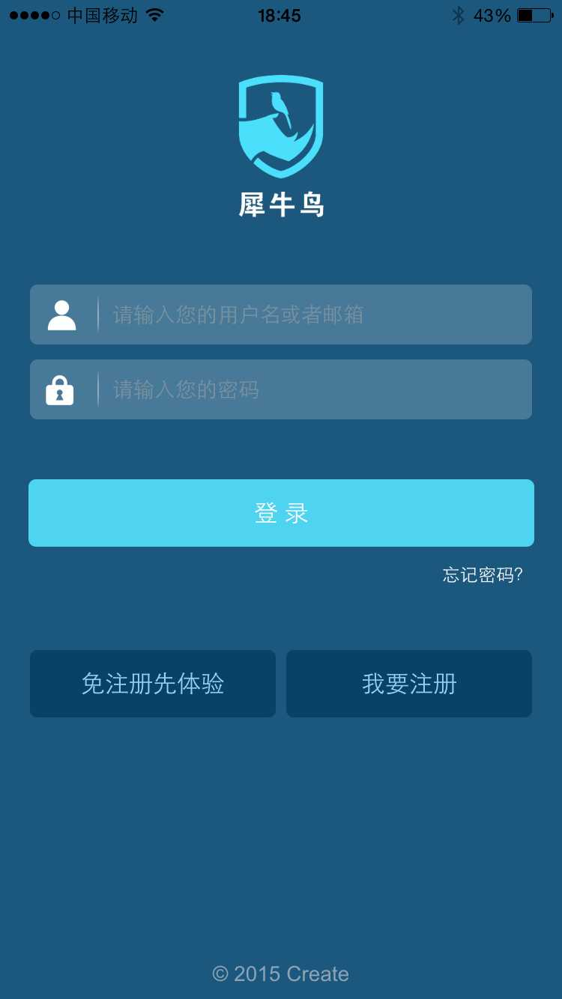 中国移动 18:45 43%
犀牛鸟
请输入您的用户名或者邮箱
请输入您的密码
登 录
忘记密码?
免注册先体验 我要注册
© 2015 Create